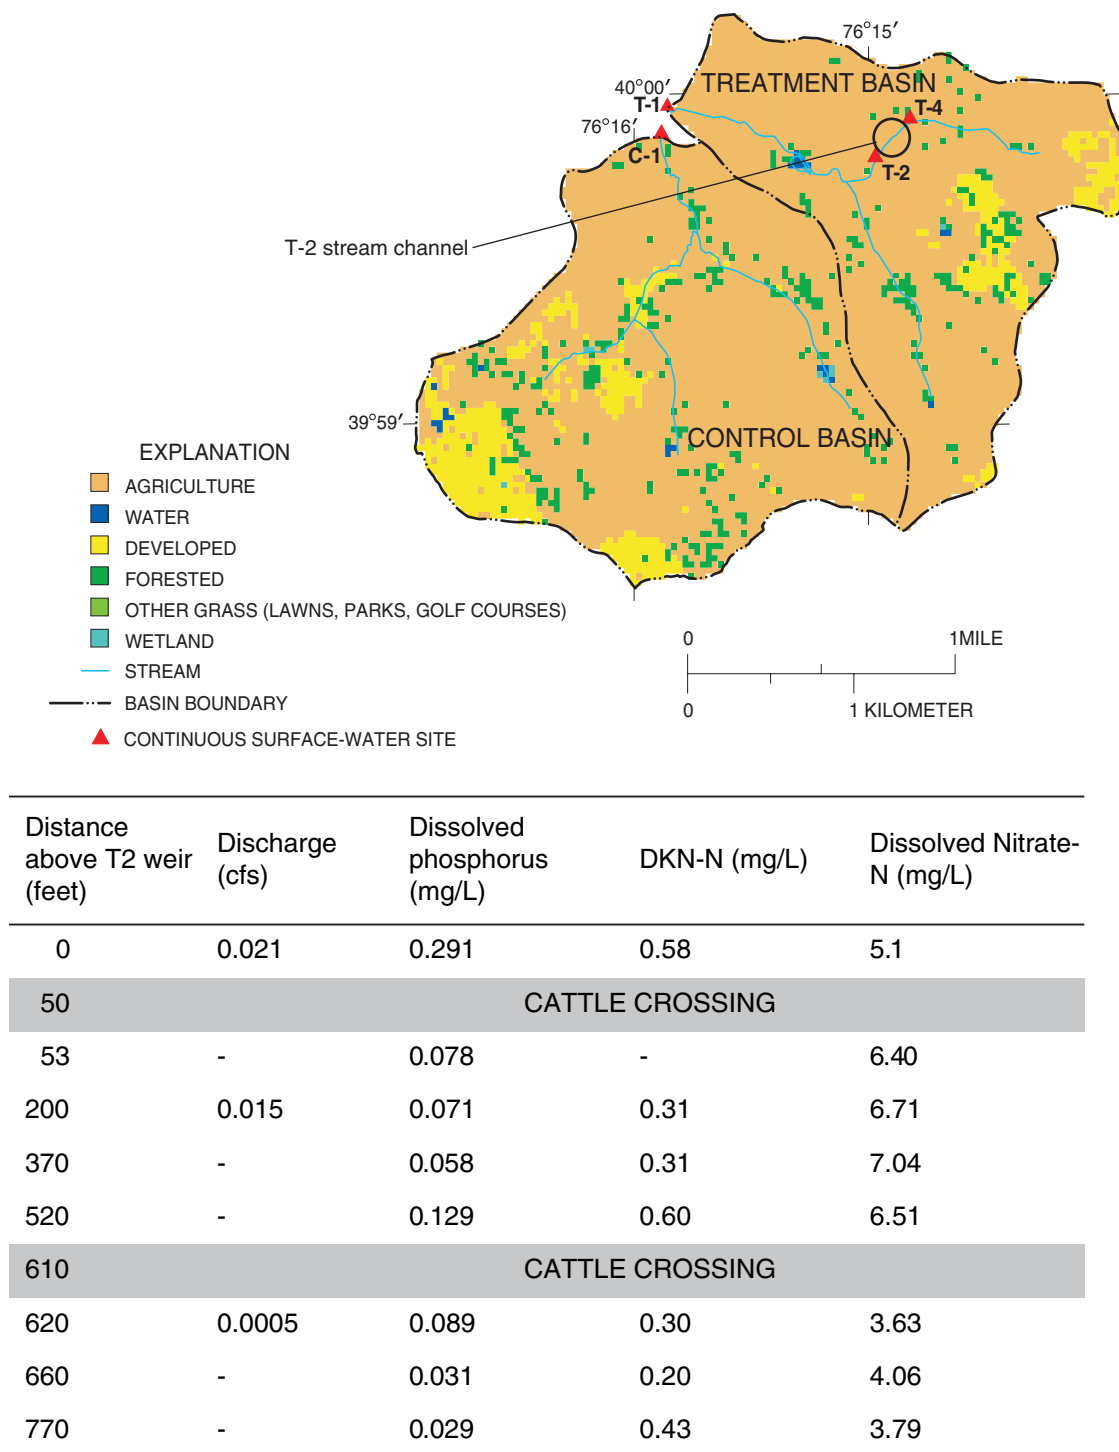 76°15′
40°00′
TREATMENT BASIN
T-1
T-4
76°16′
C-1
T-2
T-2 stream channel
39°59′
CONTROL BASIN
EXPLANATION
AGRICULTURE
WATER
DEVELOPED
FORESTED
OTHER GRASS (LAWNS, PARKS, GOLF COURSES)
WETLAND
STREAM
BASIN BOUNDARY
CONTINUOUS SURFACE-WATER SITE
0 1MILE
0 1 KILOMETER
Distance above T2 weir (feet) Discharge (cfs) Dissolved phosphorus (mg/L) DKN-N (mg/L) Dissolved Nitrate-N (mg/L)
0 0.021 0.291 0.58 5.1
50 CATTLE CROSSING
53 - 0.078 - 6.40
200 0.015 0.071 0.31 6.71
370 - 0.058 0.31 7.04
520 - 0.129 0.60 6.51
610 CATTLE CROSSING
620 0.0005 0.089 0.30 3.63
660 - 0.031 0.20 4.06
770 - 0.029 0.43 3.79